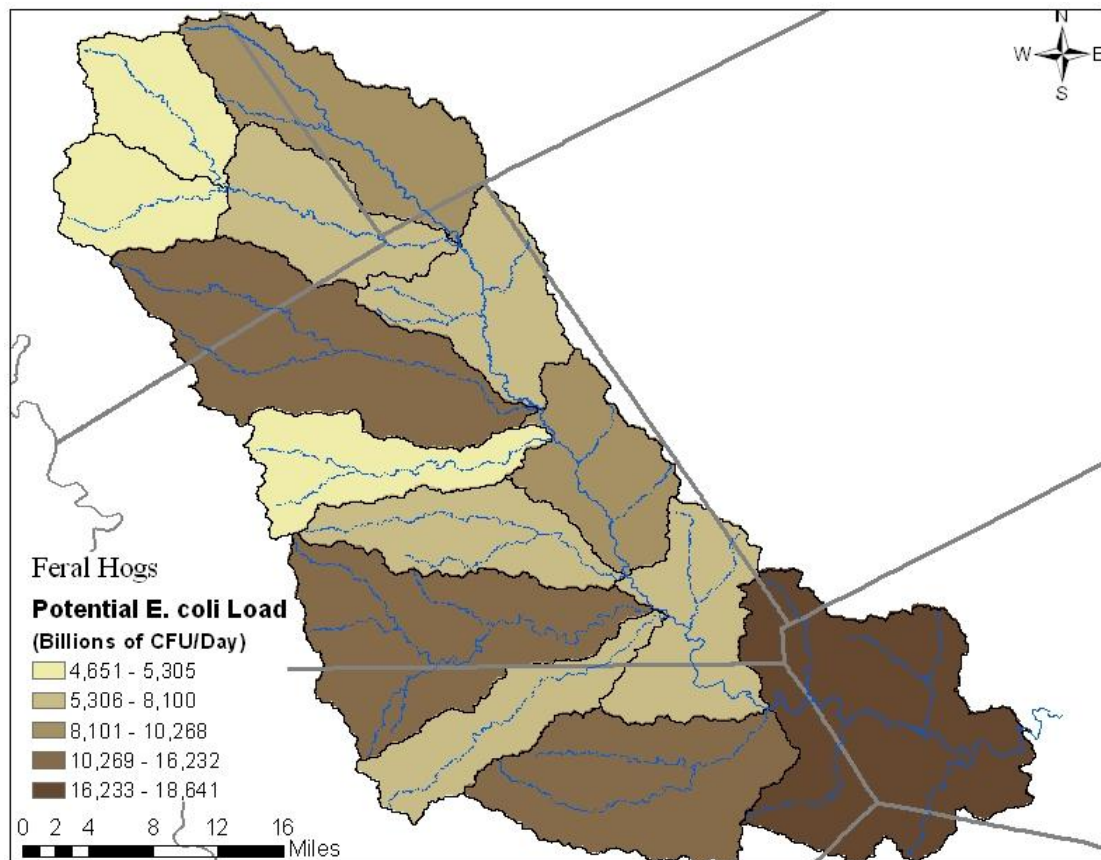 N
W E
S
Feral Hogs
Potential E. coli Load
(Billions of CFU/Day)
4,651 - 5,305
5,306 - 8,100
8,101 - 10,268
10,269 - 16,232
16,233 - 18,641
0 2 4 8 12 16
Miles